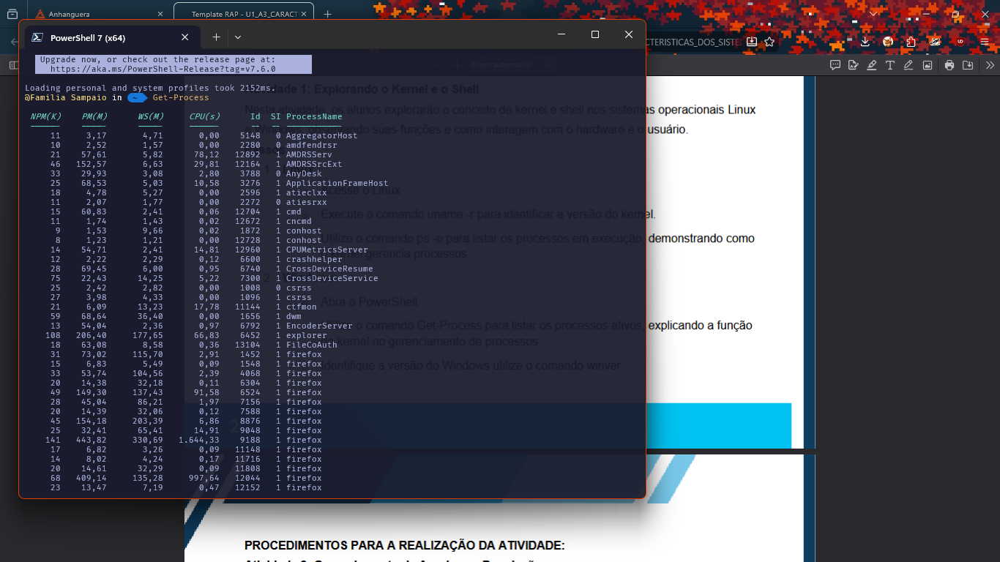 Anhanguera
Template RAP - U1_A3_CARACT
PowerShell 7 (x64)
CTERISTICAS_DOS_SISTE
Upgrade now, or check out the release page at:
https://aka.ms/PowerShell-Release?tag=v7.6.0
Zoom automático
Loading personal and system profiles took 2152ms.
@Familia Sampaio in ~ Get-Process
NPM(K) PM(M) WS(M) CPU(s) Id SI ProcessName
11 3,17 4,71 0,00 5148 0 AggregatorHost
10 2,52 1,57 0,00 2280 0 amdfendrsr
21 57,61 5,82 78,12 12892 1 AMDRSServ
46 152,57 6,63 29,81 12164 1 AMDRSSrcExt
33 29,93 3,08 2,80 3788 0 AnyDesk
25 68,53 5,03 10,58 3276 1 ApplicationFrameHost
18 4,78 5,27 0,00 2596 1 atieclxx
11 2,07 1,77 0,00 2272 0 atiesrxx
15 60,83 2,41 0,06 12704 1 cmd
11 1,74 1,43 0,02 12672 1 cncmd
9 1,53 9,66 0,02 1872 1 conhost
8 1,23 1,21 0,00 12728 1 conhost
14 54,71 2,41 14,81 12960 1 CPUMetricsServer
12 2,22 2,29 0,12 6600 1 crashhelper
28 69,45 6,00 0,95 6740 1 CrossDeviceResume
75 22,43 14,25 5,22 7300 1 CrossDeviceService
25 2,42 2,82 0,00 1008 0 csrss
27 3,98 4,33 0,00 1096 1 csrss
21 6,09 13,23 17,78 11144 1 ctfmon
59 68,64 36,40 0,00 1656 1 dwm
13 54,04 2,36 0,97 6792 1 EncoderServer
108 206,40 177,65 66,83 6452 1 explorer
18 63,08 8,58 0,36 13104 1 FileCoAuth
31 73,02 115,70 2,91 1452 1 firefox
15 6,83 5,49 0,09 1548 1 firefox
33 53,74 104,56 2,39 4068 1 firefox
20 14,38 32,18 0,11 6304 1 firefox
49 149,30 137,43 91,58 6524 1 firefox
28 45,04 86,21 1,97 7156 1 firefox
20 14,39 32,06 0,12 7588 1 firefox
45 154,18 203,39 6,86 8876 1 firefox
25 32,41 65,41 14,91 9048 1 firefox
141 443,82 330,69 1.644,33 9188 1 firefox
17 6,82 3,26 0,09 11148 1 firefox
14 8,02 4,24 0,17 11716 1 firefox
20 14,61 32,29 0,09 11808 1 firefox
68 409,14 135,28 997,64 12044 1 firefox
23 13,47 7,19 0,47 12152 1 firefox
1: Explorando o Kernel e o Shell
Nesta atividade, os alunos explorarão o conceito de kernel e shell nos sistemas operacionais Linux
observando suas funções e como interagem com o hardware e o usuário.
o Linux.
Execute o comando uname -r para identificar a versão do kernel.
Utilize o comando ps -e para listar os processos em execução, demonstrando como
gerencia processos
2
Abra o PowerShell.
o comando Get-Process para listar os processos ativos, explicando a função
kernel no gerenciamento de processos.
Identifique a versão do Windows utilize o comando winver
2
PROCEDIMENTOS PARA A REALIZAÇÃO DA ATIVIDADE: